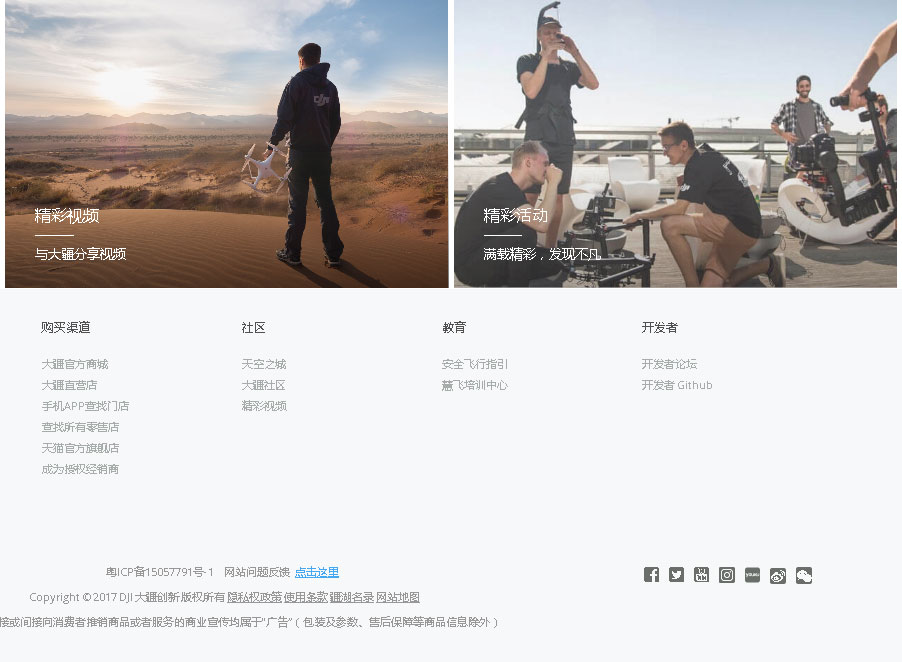 精彩视频
与大疆分享视频
精彩活动
满载精彩，发现不凡
购买渠道
大疆官方商城
大疆直营店
手机APP查找门店
查找所有零售店
天猫官方旗舰店
成为授权经销商
社区
天空之城
大疆社区
精彩视频
教育
安全飞行指引
慧飞培训中心
开发者
开发者论坛
开发者 Github
粤ICP备15057791号-1 网站问题反馈 点击这里
Copyright © 2017 DJI 大疆创新 版权所有 隐私权政策 使用条款 疆湖名录 网站地图
接或间接向消费者推销商品或者服务的商业宣传均属于“广告”（包装及参数、售后保障等商品信息除外）